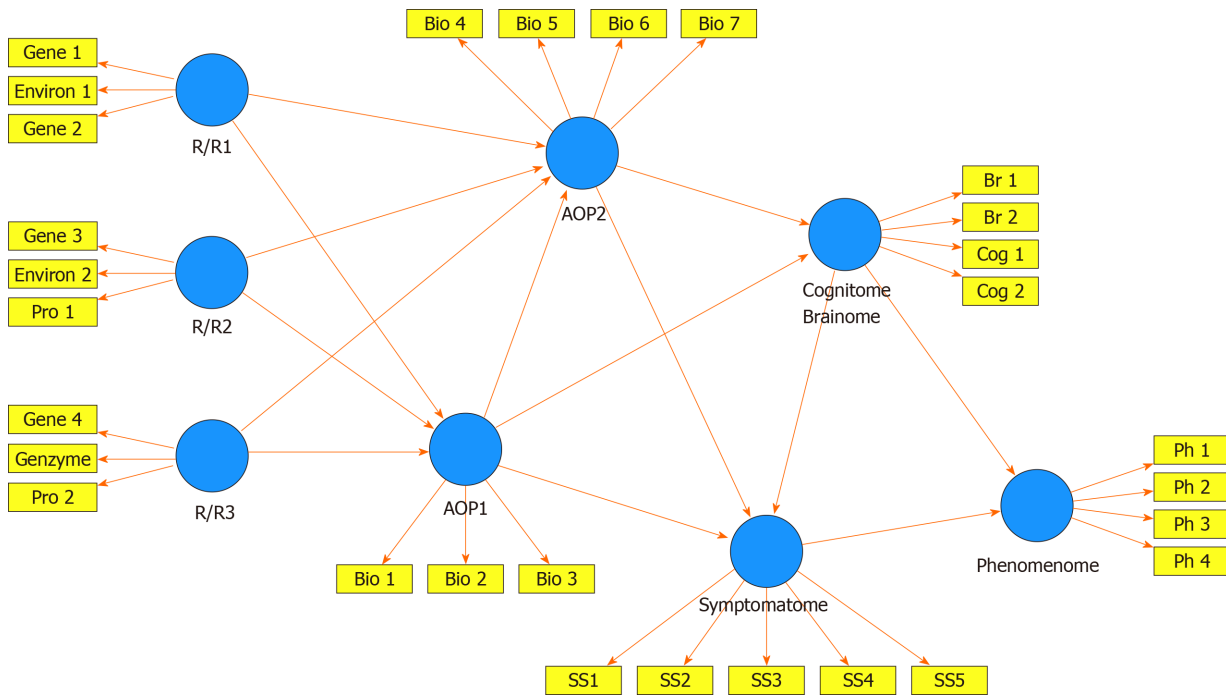 Bio 4
Bio 5
Bio 6
Bio 7
Gene 1
Environ 1
Gene 2
R/R1
AOP2
Br 1
Br 2
Cog 1
Cog 2
Cognitome
Brainome
Gene 3
Environ 2
Pro 1
R/R2
Gene 4
Genzyme
Pro 2
R/R3
AOP1
Bio 1
Bio 2
Bio 3
Ph 1
Ph 2
Ph 3
Ph 4
Phenomenome
Symptomatome
SS1
SS2
SS3
SS4
SS5